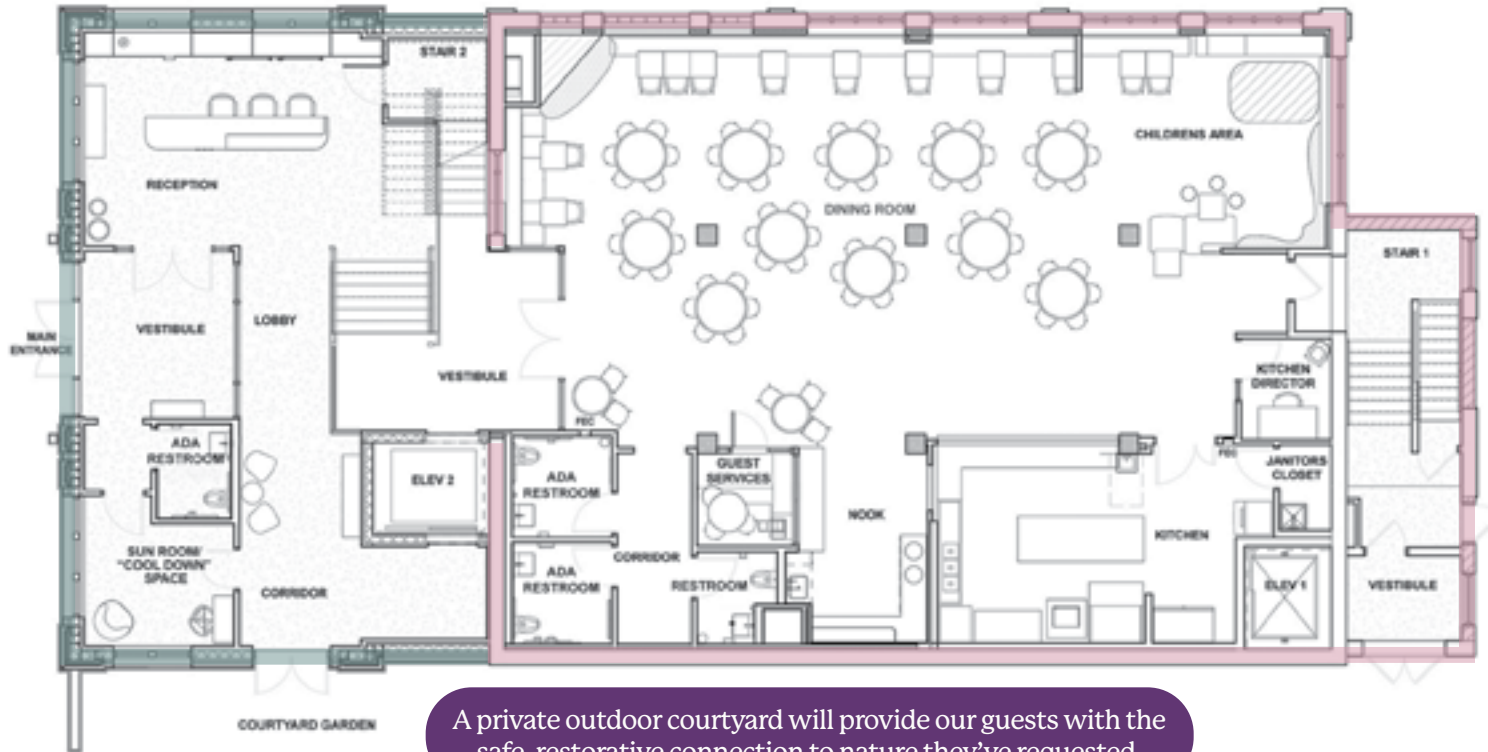 STAIR 2
CHILDRENS AREA
RECEPTION
DINING ROOM
STAIR 1
MAIN
ENTRANCE
VESTIBULE
LOBBY
VESTIBULE
KITCHEN
DIRECTOR
FEC
ADA
RESTROOM
ELEV 2
ADA
RESTROOM
GUEST
SERVICES
FEC
JANITORS
CLOSET
NOOK
KITCHEN
SUN ROOM/
"COOL DOWN"
SPACE
CORRIDOR
ADA
RESTROOM
CORRIDOR
RESTROOM
ELEV 1
VESTIBULE
COURTYARD GARDEN
A private outdoor courtyard will provide our guests with the
safe, restorative connection to nature they've requested